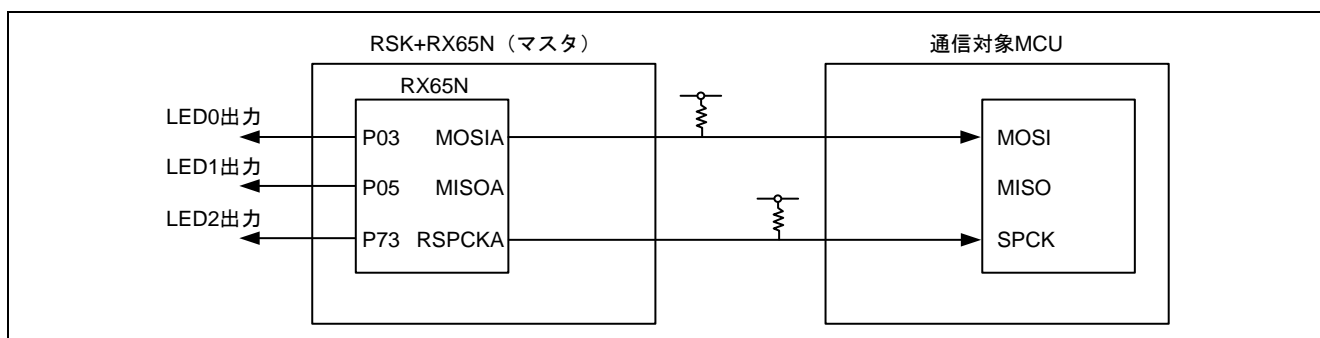 RSK+RX65N（マスタ）
通信対象MCU
RX65N
LED0出力
P03 MOSIA
MOSI
LED1出力
P05 MISOA
MISO
LED2出力
P73 RSPCKA
SPCK